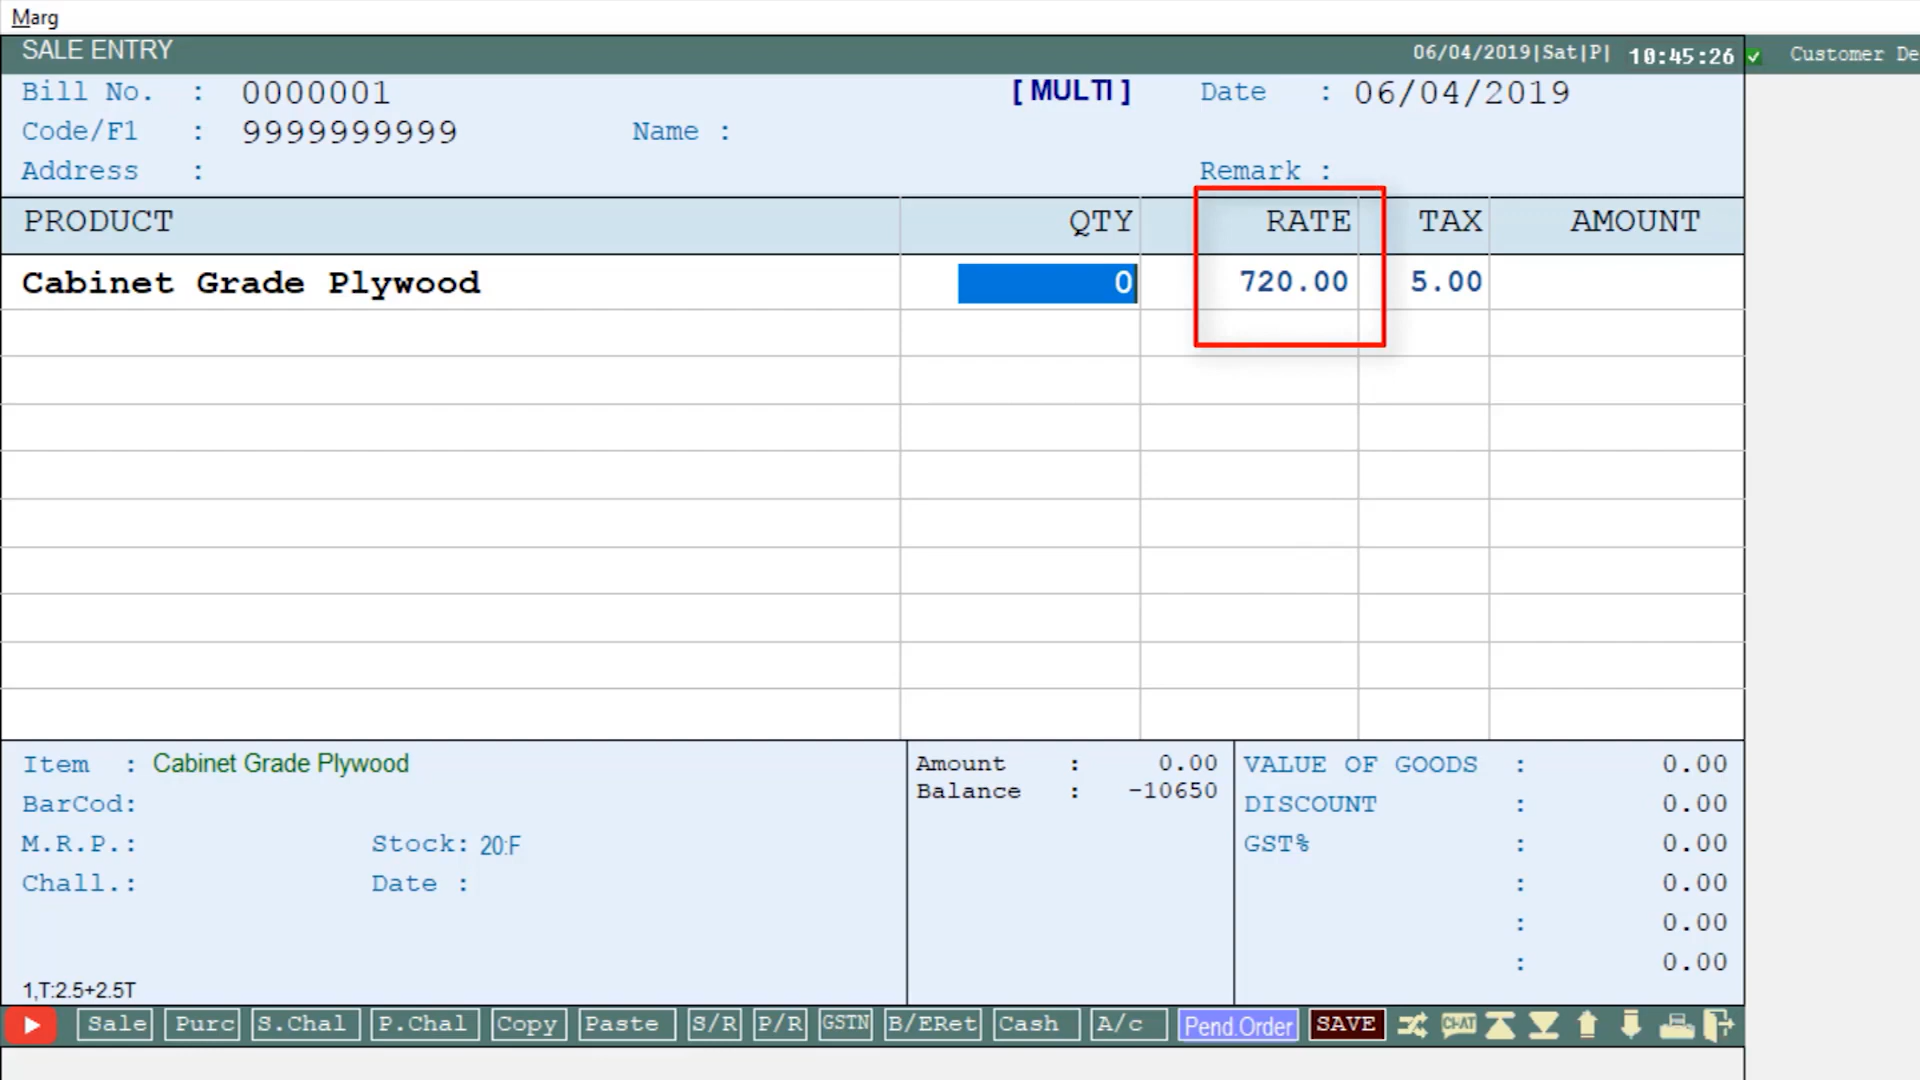 Marg
SALE ENTRY 06/04/2019|Sat|P| 10:45:26 Customer De
Bill No. : 0000001 [ MULTI ] Date : 06/04/2019
Code/F1 : 9999999999 Name :
Address : Remark :
PRODUCT QTY RATE TAX AMOUNT
Cabinet Grade Plywood 0 720.00 5.00
Item : Cabinet Grade Plywood Amount : 0.00 VALUE OF GOODS : 0.00
BarCod: Balance : -10650 DISCOUNT : 0.00
M.R.P.: Stock: 20:F GST% : 0.00
Chall.: Date : : 0.00
: 0.00
: 0.00
1,T:2.5+2.5T
Sale Purc S.Chal P.Chal Copy Paste S/R P/R GSTN B/ERet Cash A/c Pend.Order SAVE CHAT